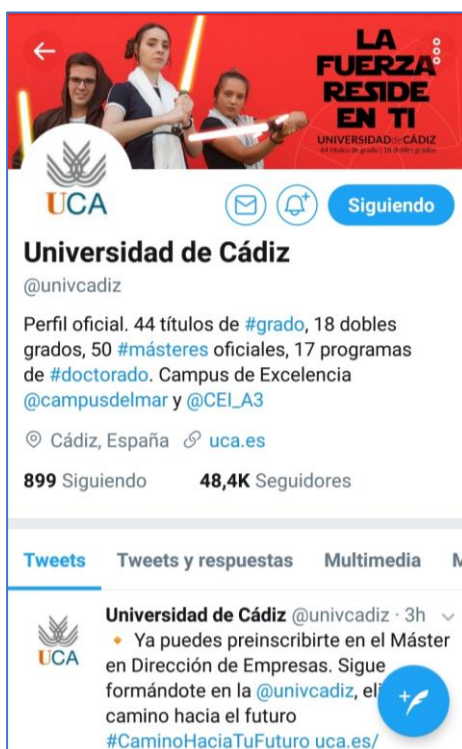 LA
FUERZA
RESIDE
EN TI
UNIVERSIDAD de CÁDIZ
44 títulos de grado | 18 dobles grados
UCA
Siguiendo
Universidad de Cádiz
@univcadiz
Perfil oficial. 44 títulos de #grado, 18 dobles
grados, 50 #másteres oficiales, 17 programas
de #doctorado. Campus de Excelencia
@campusdelmar y @CEI_A3
Cádiz, España uca.es
899 Siguiendo 48,4K Seguidores
Tweets Tweets y respuestas Multimedia M
UCA
Universidad de Cádiz @univcadiz · 3h
Ya puedes preinscribirte en el Máster
en Dirección de Empresas. Sigue
formándote en la @univcadiz, eli
camino hacia el futuro
#CaminoHaciaTuFuturo uca.es/